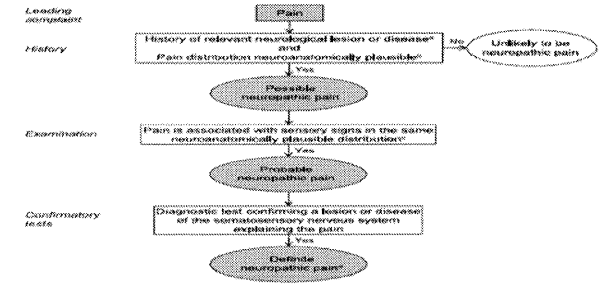 Leading
complaint
Pain
History
History of relevant neurological lesion or disease
and
Pain distribution neuroanatomically plausible
No
Unlikely to be
neuropathic pain
Yes
Possible
neuropathic pain
Examination
Pain is associated with sensory signs in the same
neuroanatomically plausible distribution
Yes
Probable
neuropathic pain
Confirmatory
tests
Diagnostic test confirming a lesion or disease
of the somatosensory nervous system
explaining the pain
Yes
Definite
neuropathic pain